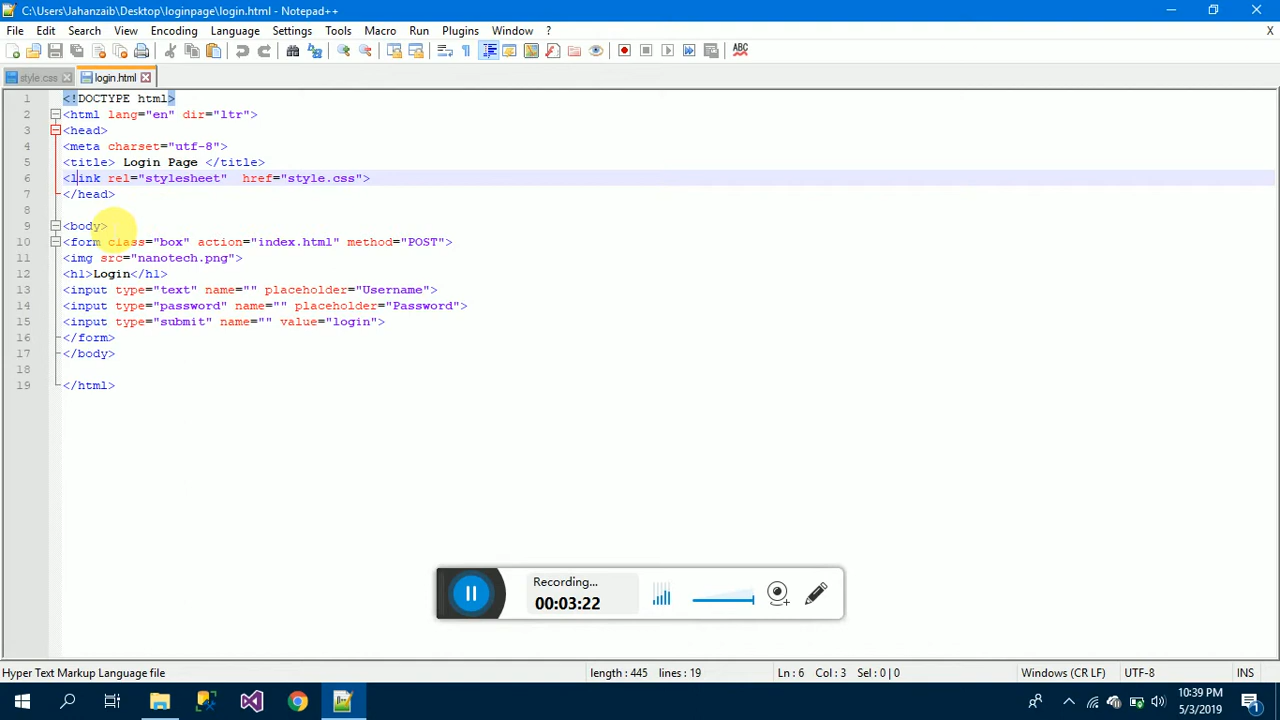 C:\Users\Jahanzaib\Desktop\loginpage\login.html - Notepad++
File Edit Search View Encoding Language Settings Tools Macro Run Plugins Window ? X
style.css login.html
1 <!DOCTYPE html>
2 <html lang="en" dir="ltr">
3 <head>
4 <meta charset="utf-8">
5 <title> Login Page </title>
6 <link rel="stylesheet"  href="style.css">
7 </head>
8
9 <body>
10 <form class="box" action="index.html" method="POST">
11 <img src="nanotech.png">
12 <h1>Login</h1>
13 <input type="text" name="" placeholder="Username">
14 <input type="password" name="" placeholder="Password">
15 <input type="submit" name="" value="login">
16 </form>
17 </body>
18
19 </html>
Recording...
00:03:22
Hyper Text Markup Language file length : 445 lines : 19 Ln : 6 Col : 3 Sel : 0 | 0 Windows (CR LF) UTF-8 INS
10:39 PM
5/3/2019